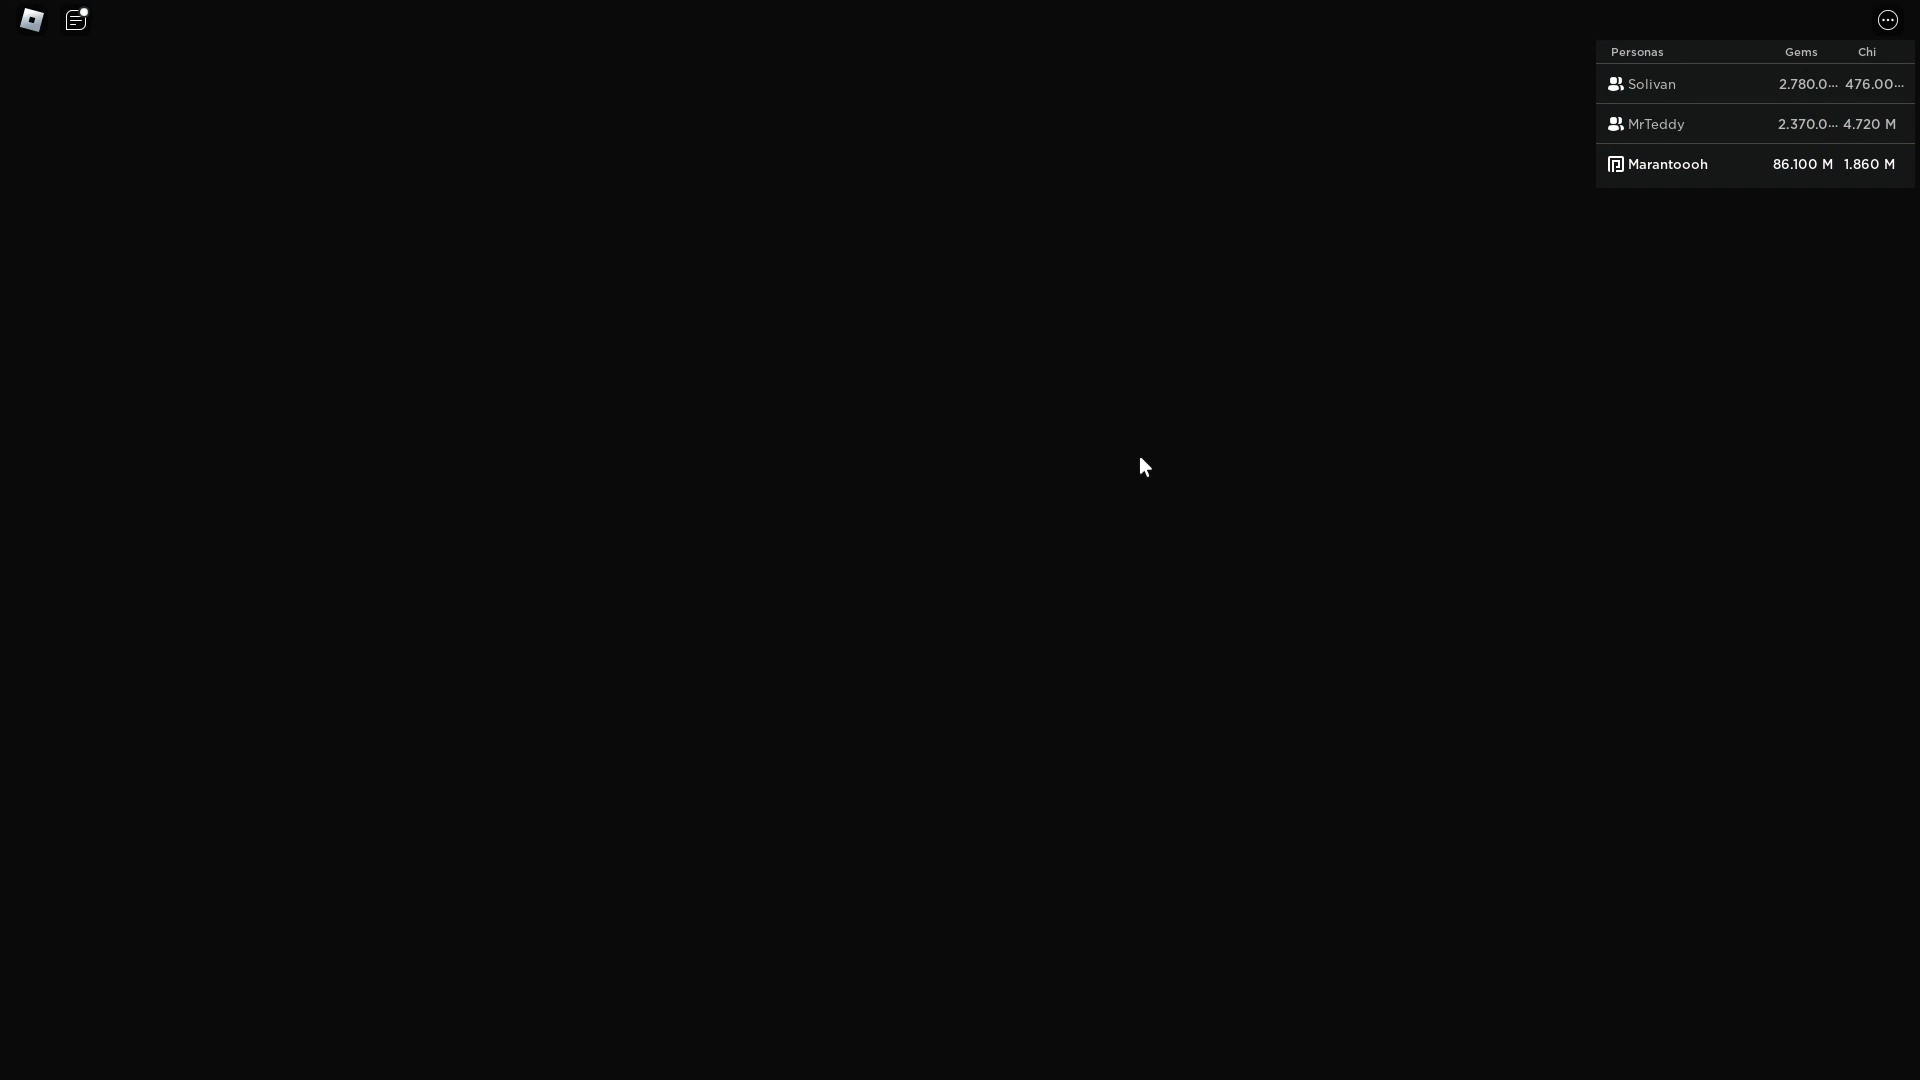 Personas Gems Chi
Solivan 2.780.0... 476.00...
MrTeddy 2.370.0... 4.720 M
Marantoooh 86.100 M 1.860 M